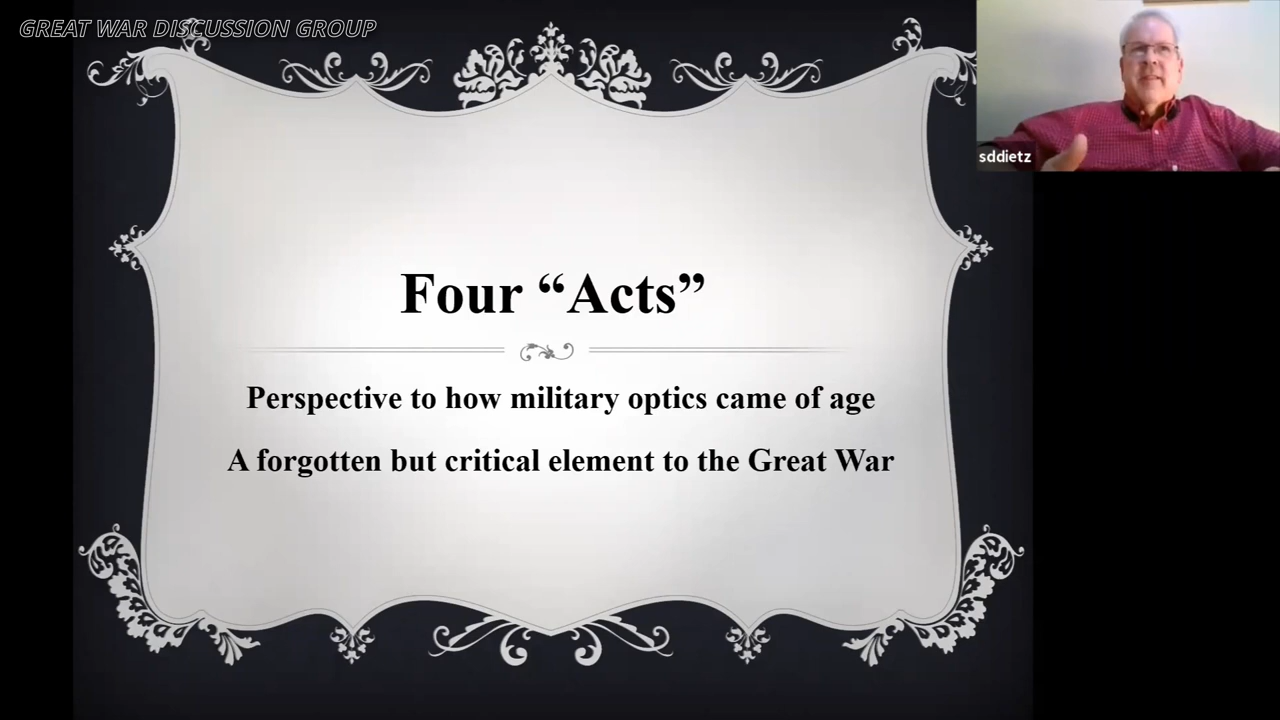 GREAT WAR DISCUSSION GROUP
sddietz
Four “Acts”
Perspective to how military optics came of age
A forgotten but critical element to the Great War